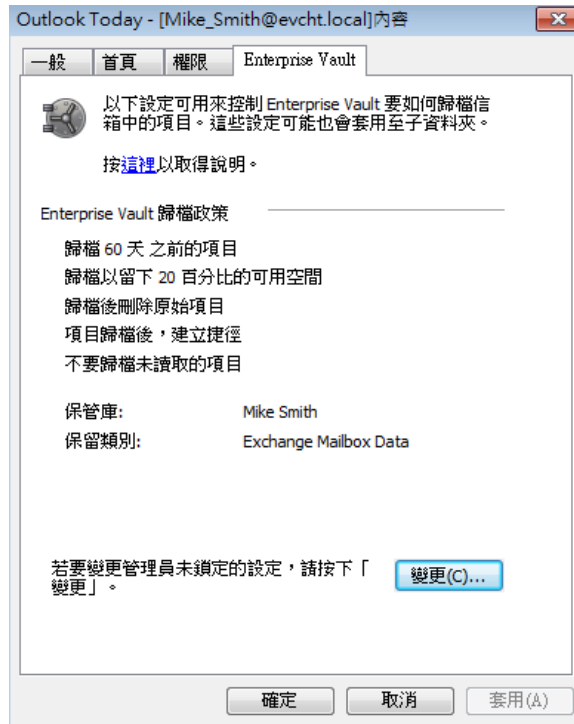 Outlook Today - [Mike_Smith@evcht.local]內容
一般 首頁 權限 Enterprise Vault
以下設定可用來控制 Enterprise Vault 要如何歸檔信
箱中的項目。這些設定可能也會套用至子資料夾。
按這裡以取得說明。
Enterprise Vault 歸檔政策
歸檔 60 天 之前的項目
歸檔以留下 20 百分比的可用空間
歸檔後刪除原始項目
項目歸檔後，建立捷徑
不要歸檔未讀取的項目
保管庫: Mike Smith
保留類別: Exchange Mailbox Data
若要變更管理員未鎖定的設定，請按下「
變更」。
變更(C)...
確定 取消 套用(A)